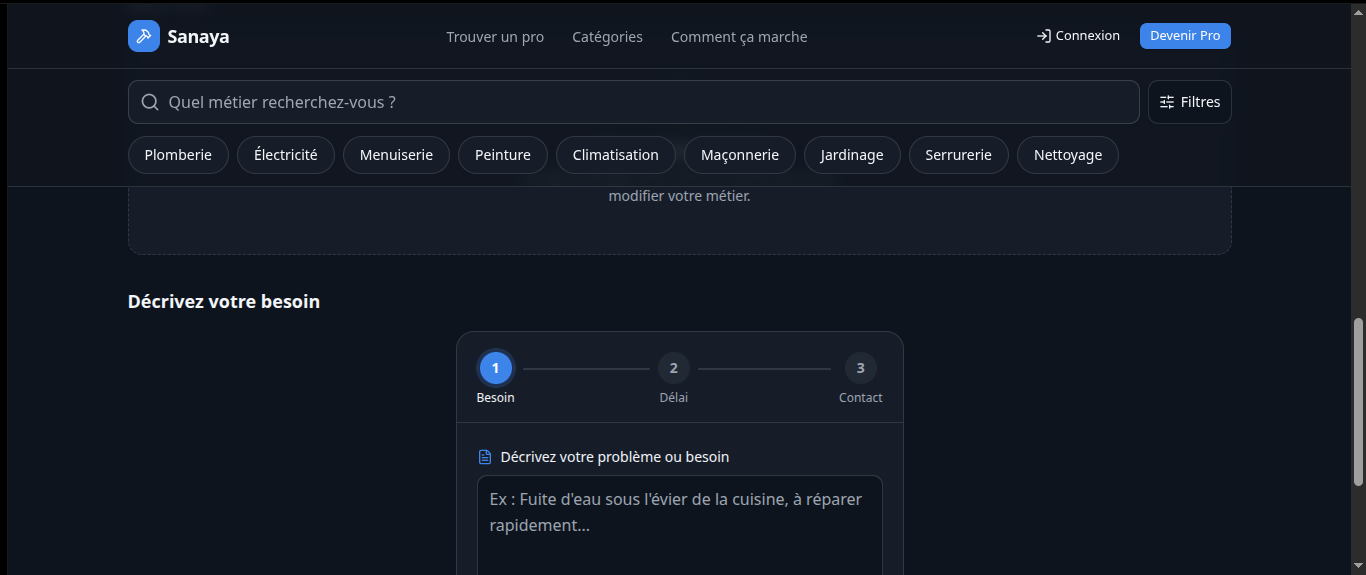 Sanaya
Trouver un pro
Catégories
Comment ça marche
Connexion
Devenir Pro
Quel métier recherchez-vous ?
Filtres
Plomberie
Électricité
Menuiserie
Peinture
Climatisation
Maçonnerie
Jardinage
Serrurerie
Nettoyage
modifier votre métier.
Décrivez votre besoin
1
2
3
Besoin
Délai
Contact
Décrivez votre problème ou besoin
Ex : Fuite d'eau sous l'évier de la cuisine, à réparer
rapidement...